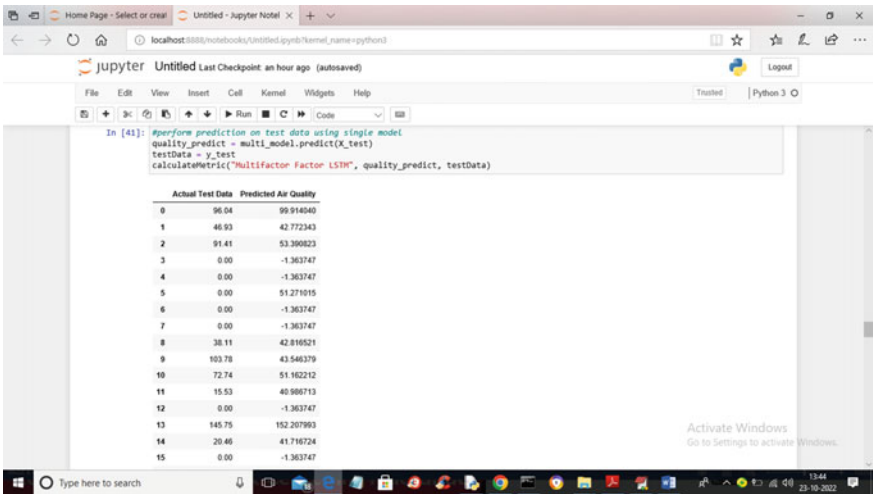 Home Page - Select or creat
Untitled - Jupyter Notel
localhost:8888/notebooks/Untitled.ipynb?kernel_name=python3
jupyter Untitled Last Checkpoint: an hour ago (autosaved)
Logout
File Edit View Insert Cell Kernel Widgets Help
Trusted Python 3
Run Code
In [41]: #perform prediction on test data using single model
quality_predict = multi_model.predict(X_test)
testData = y_test
calculateMetric("Multifactor Factor LSTM", quality_predict, testData)
Actual Test Data Predicted Air Quality
0 96.04 99.914040
1 46.93 42.772343
2 91.41 53.390823
3 0.00 -1.363747
4 0.00 -1.363747
5 0.00 51.271015
6 0.00 -1.363747
7 0.00 -1.363747
8 38.11 42.816521
9 103.78 43.546379
10 72.74 51.162212
11 15.53 40.986713
12 0.00 -1.363747
13 145.75 152.207993
14 20.46 41.716724
15 0.00 -1.363747
Activate Windows
Go to Settings to activate Windows.
Type here to search
13:44
23-10-2022